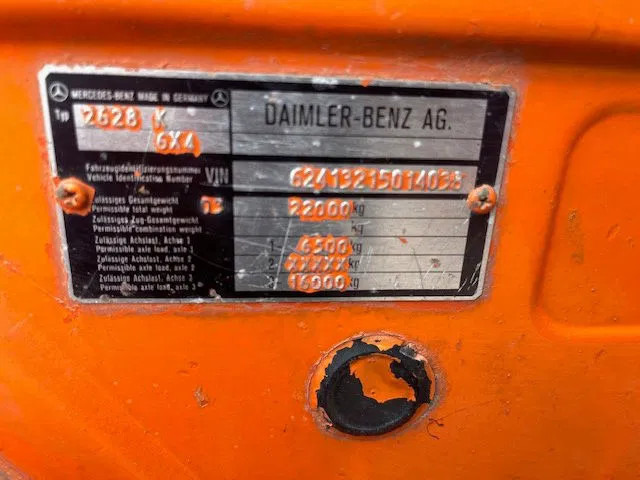 MERCEDES-BENZ MADE IN GERMANY
Typ 2628 K
6X4
DAIMLER-BENZ AG.
Fahrzeugidentifizierungsnummer
Vehicle Identification Number VIN 62413215014038
Zulässiges Gesamtgewicht
Permissible total weight 22000 kg
Zulässiges Zug-Gesamtgewicht
Permissible combination weight kg
Zulässige Achslast, Achse 1
Permissible axle load, axle 1 1- 6500 kg
Zulässige Achslast, Achse 2
Permissible axle load, axle 2 2- XXXXX kg
Zulässige Achslast, Achse 3
Permissible axle load, axle 3 3- 16000 kg